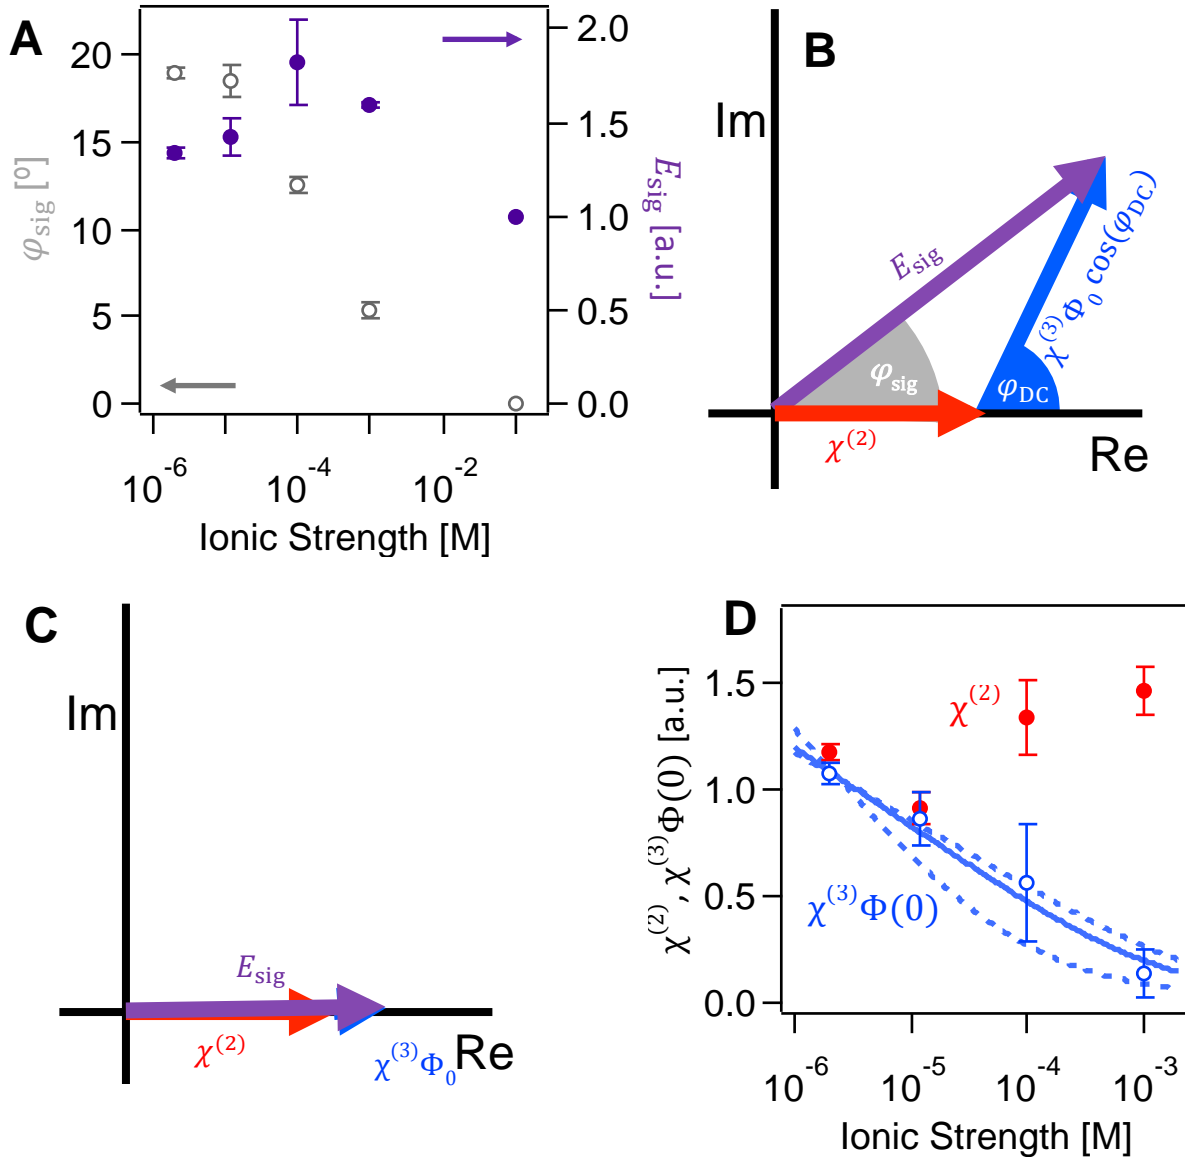 A
φsig [⁰]
20
15
10
5
0
2.0
1.5
1.0
0.5
0.0
Esig [a.u.]
10⁻⁶
10⁻⁴
10⁻²
Ionic Strength [M]
B
Im
Esig
χ⁽³⁾Φ₀ cos(φDC)
φsig
φDC
χ⁽²⁾
Re
C
Im
Esig
χ⁽²⁾
χ⁽³⁾Φ₀
Re
D
χ⁽²⁾, χ⁽³⁾Φ(0) [a.u.]
1.5
1.0
0.5
0.0
χ⁽²⁾
χ⁽³⁾Φ(0)
10⁻⁶
10⁻⁵
10⁻⁴
10⁻³
Ionic Strength [M]